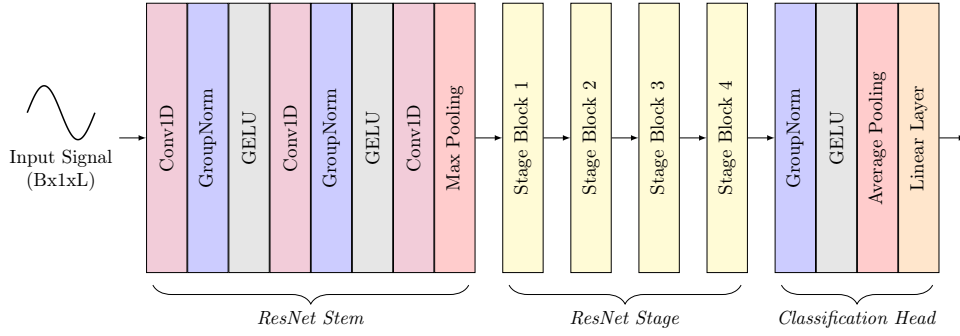 Input Signal
(Bx1xL)
Conv1D
GroupNorm
GELU
Conv1D
GroupNorm
GELU
Conv1D
Max Pooling
ResNet Stem
Stage Block 1
Stage Block 2
Stage Block 3
Stage Block 4
ResNet Stage
GroupNorm
GELU
Average Pooling
Linear Layer
Classification Head